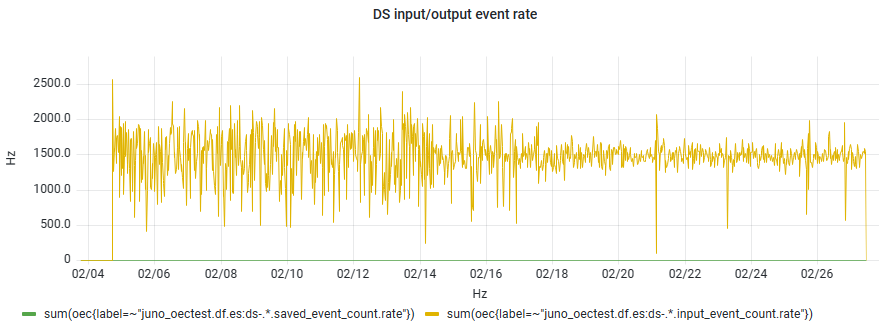 DS input/output event rate
2500.0
2000.0
1500.0
1000.0
500.0
0
Hz
02/04 02/06 02/08 02/10 02/12 02/14 02/16 02/18 02/20 02/22 02/24 02/26
Hz
sum(oec{label=~"juno_oectest.df.es:ds-.*.saved_event_count.rate"}) sum(oec{label=~"juno_oectest.df.es:ds-.*.input_event_count.rate"})